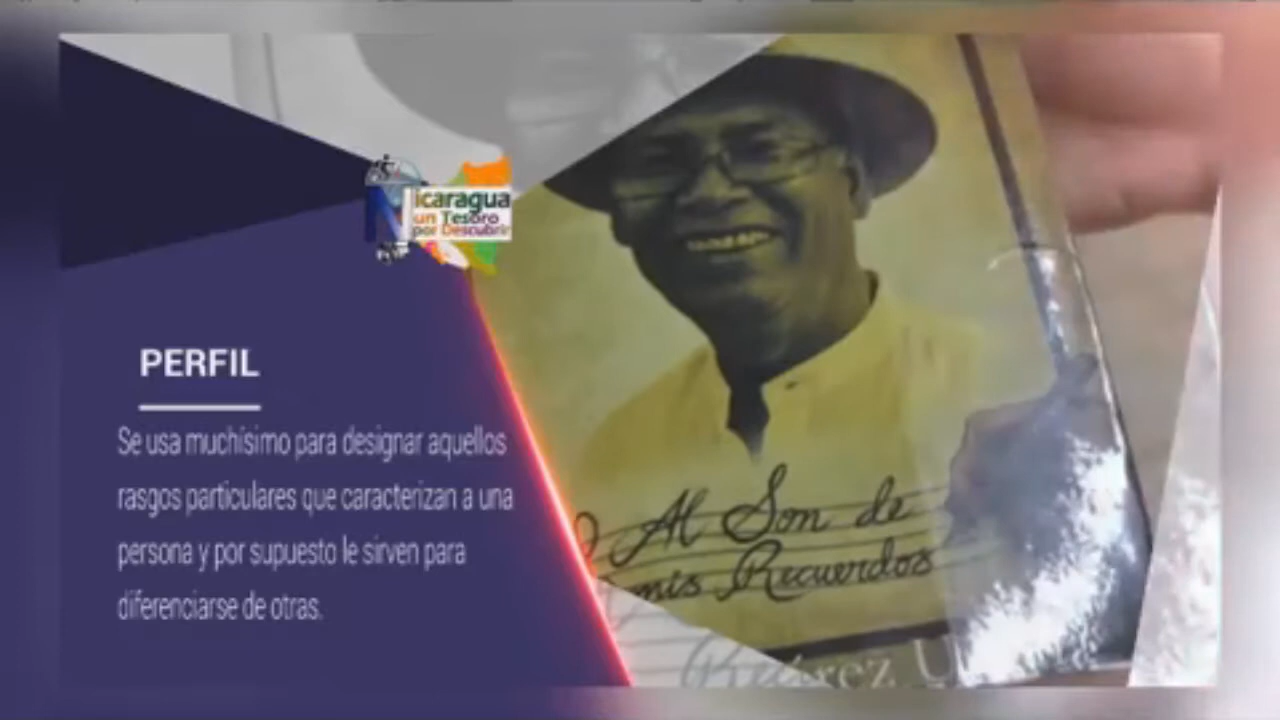 Nicaragua
un Tesoro
por Descubrir
PERFIL
Se usa muchísimo para designar aquellos
rasgos particulares que caracterizan a una
persona y por supuesto le sirven para
diferenciarse de otras.
Al Son de
mis Recuerdos